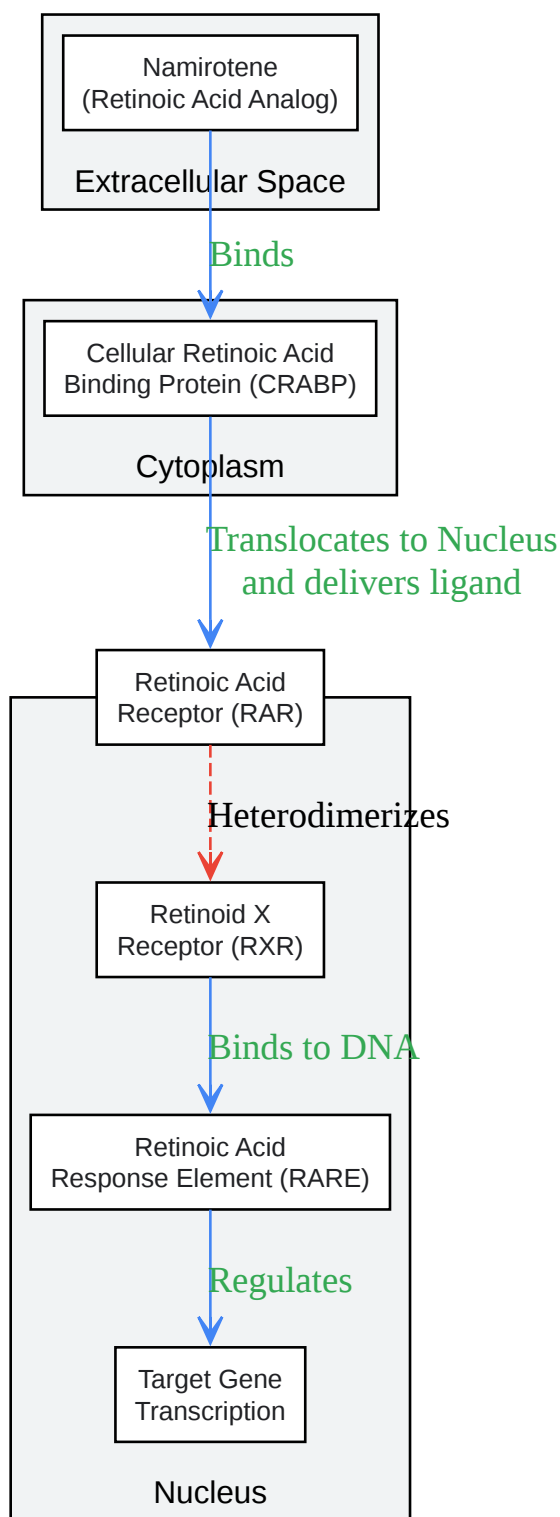 Namirotene
(Retinoic Acid Analog)
Extracellular Space
Binds
Cellular Retinoic Acid
Binding Protein (CRABP)
Cytoplasm
Translocates to Nucleus
and delivers ligand
Retinoic Acid
Receptor (RAR)
Heterodimerizes
Retinoid X
Receptor (RXR)
Binds to DNA
Retinoic Acid
Response Element (RARE)
Regulates
Target Gene
Transcription
Nucleus